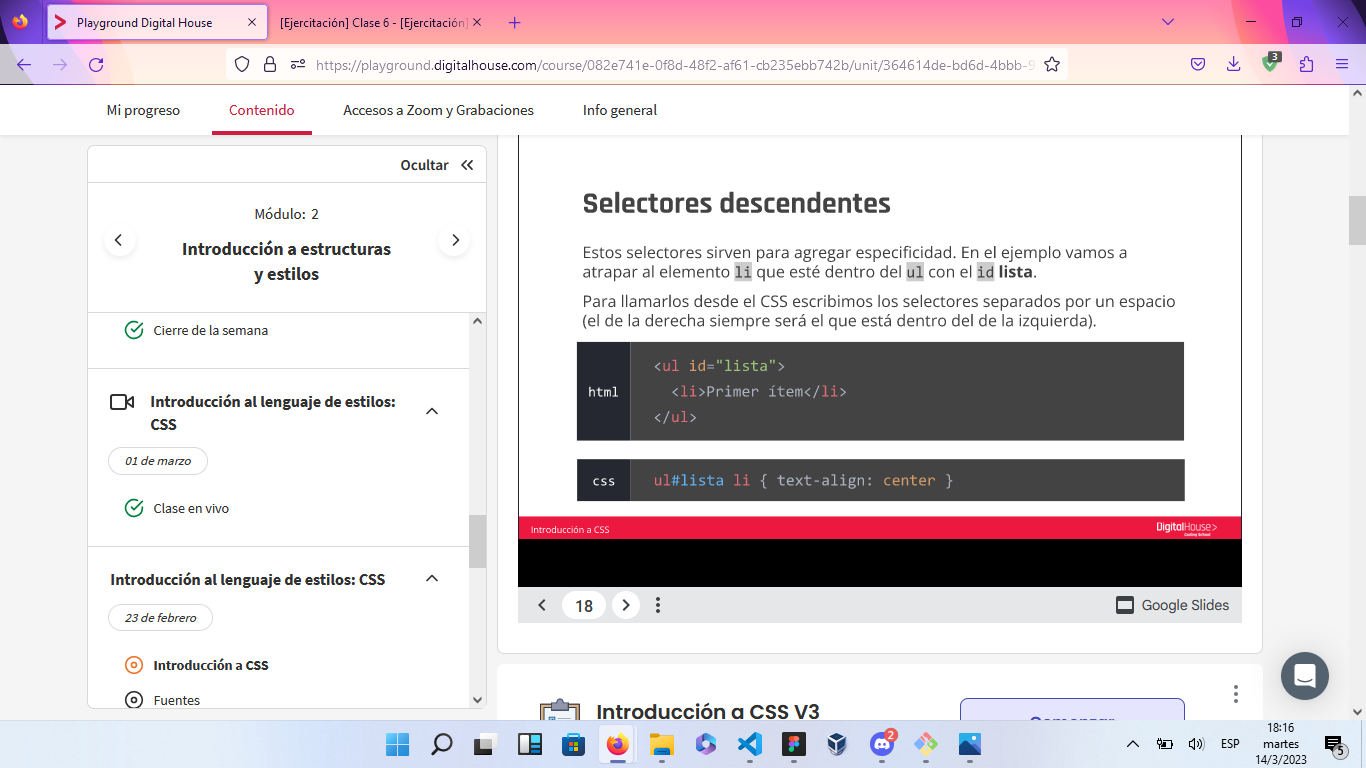 Playground Digital House
[Ejercitación] Clase 6 - [Ejercitación]
https://playground.digitalhouse.com/course/082e741e-0f8d-48f2-af61-cb235ebb742b/unit/364614de-bd6d-4bbb-9
3
Mi progreso
Contenido
Accesos a Zoom y Grabaciones
Info general
Ocultar
Módulo: 2
Introducción a estructuras
y estilos
Cierre de la semana
Introducción al lenguaje de estilos:
CSS
01 de marzo
Clase en vivo
Introducción al lenguaje de estilos: CSS
23 de febrero
Introducción a CSS
Fuentes
Selectores descendentes
Estos selectores sirven para agregar especificidad. En el ejemplo vamos a
atrapar al elemento li que esté dentro del ul con el id lista.
Para llamarlos desde el CSS escribimos los selectores separados por un espacio
(el de la derecha siempre será el que está dentro del de la izquierda).
html
<ul id="lista">
<li>Primer ítem</li>
</ul>
css
ul#lista li { text-align: center }
Introducción a CSS
DigitalHouse>
Coding School
18
Google Slides
Introducción a CSS V3
Comenzar
2
ESP
18:16
martes
14/3/2023
5